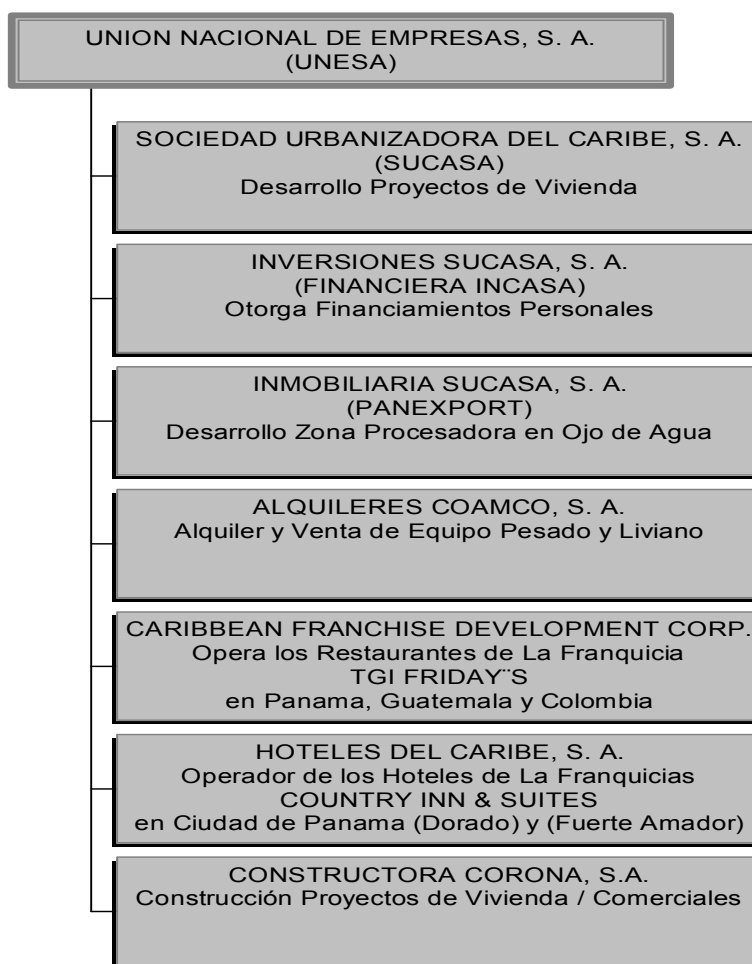 UNION NACIONAL DE EMPRESAS, S. A.
(UNESA)
SOCIEDAD URBANIZADORA DEL CARIBE, S. A.
(SUCASA)
Desarrollo Proyectos de Vivienda
INVERSIONES SUCASA, S. A.
(FINANCIERA INCASA)
Otorga Financiamientos Personales
INMOBILIARIA SUCASA, S. A.
(PANEXPORT)
Desarrollo Zona Procesadora en Ojo de Agua
ALQUILERES COAMCO, S. A.
Alquiler y Venta de Equipo Pesado y Liviano
CARIBBEAN FRANCHISE DEVELOPMENT CORP.
Opera los Restaurantes de La Franquicia
TGI FRIDAY¨S
en Panama, Guatemala y Colombia
HOTELES DEL CARIBE, S. A.
Operador de los Hoteles de La Franquicias
COUNTRY INN & SUITES
en Ciudad de Panama (Dorado) y (Fuerte Amador)
CONSTRUCTORA CORONA, S.A.
Construcción Proyectos de Vivienda / Comerciales